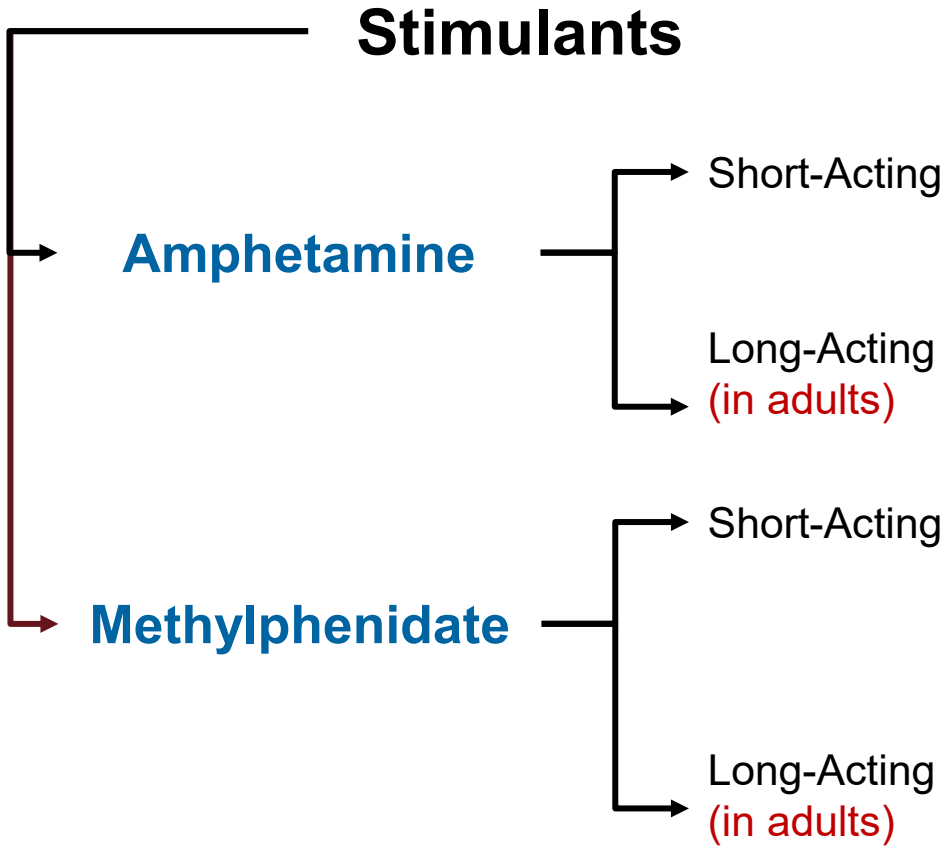 Stimulants
Amphetamine
Short-Acting
Long-Acting
(in adults)
Methylphenidate
Short-Acting
Long-Acting
(in adults)